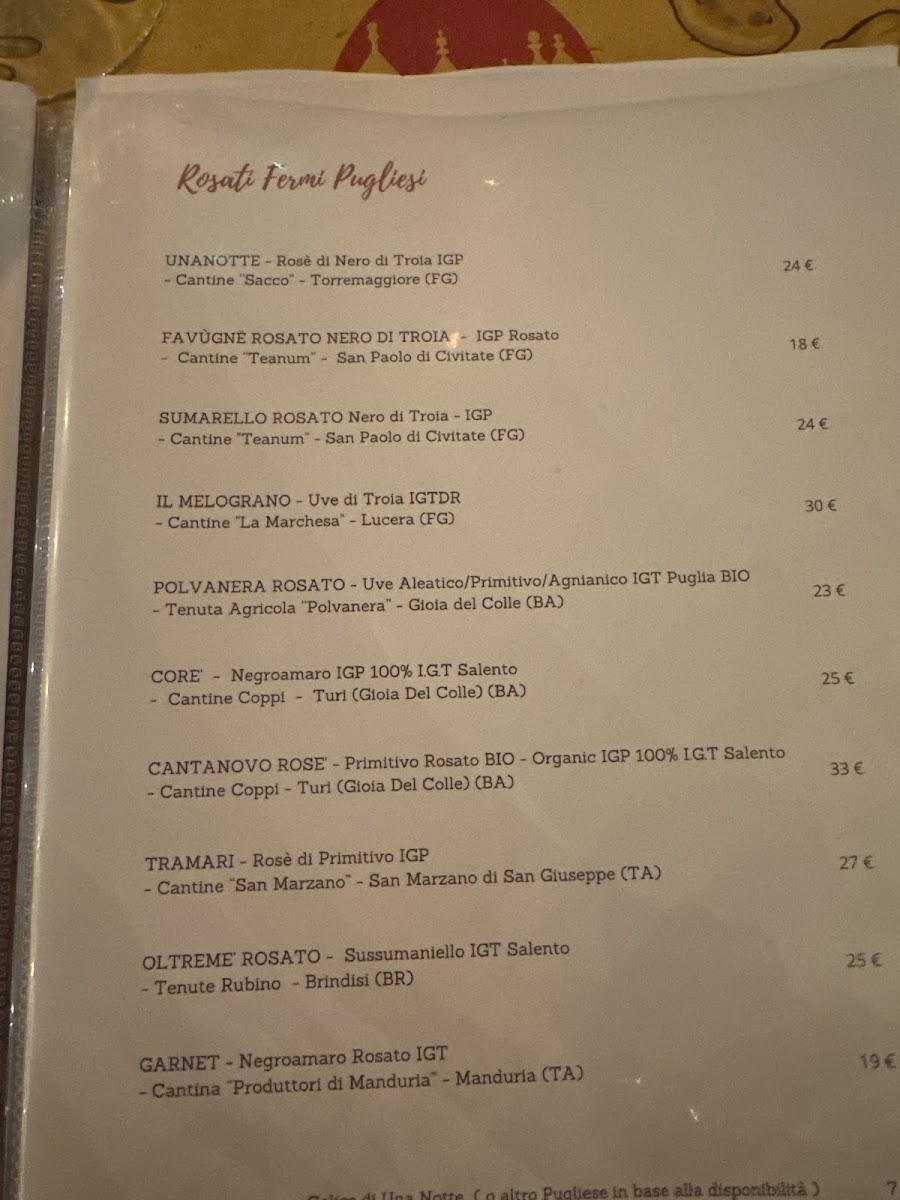 Rosati Fermi Pugliesi
UNANOTTE - Rosè di Nero di Troia IGP 24 €
- Cantine "Sacco" - Torremaggiore (FG)
FAVÙGNË ROSATO NERO DI TROIA - IGP Rosato 18 €
- Cantine "Teanum" - San Paolo di Civitate (FG)
SUMARELLO ROSATO Nero di Troia - IGP 24 €
- Cantine "Teanum" - San Paolo di Civitate (FG)
IL MELOGRANO - Uve di Troia IGTDR 30 €
- Cantine "La Marchesa" - Lucera (FG)
POLVANERA ROSATO - Uve Aleatico/Primitivo/Agnianico IGT Puglia BIO 23 €
- Tenuta Agricola "Polvanera" - Gioia del Colle (BA)
CORE' - Negroamaro IGP 100% I.G.T Salento 25 €
- Cantine Coppi - Turi (Gioia Del Colle) (BA)
CANTANOVO ROSE' - Primitivo Rosato BIO - Organic IGP 100% I.G.T Salento 33 €
- Cantine Coppi - Turi (Gioia Del Colle) (BA)
TRAMARI - Rosè di Primitivo IGP 27 €
- Cantine "San Marzano" - San Marzano di San Giuseppe (TA)
OLTREME' ROSATO - Sussumaniello IGT Salento 25 €
- Tenute Rubino - Brindisi (BR)
GARNET - Negroamaro Rosato IGT 19 €
- Cantina "Produttori di Manduria" - Manduria (TA)
di Una Notte ( o altro Pugliese in base alla disponibilità ) 7